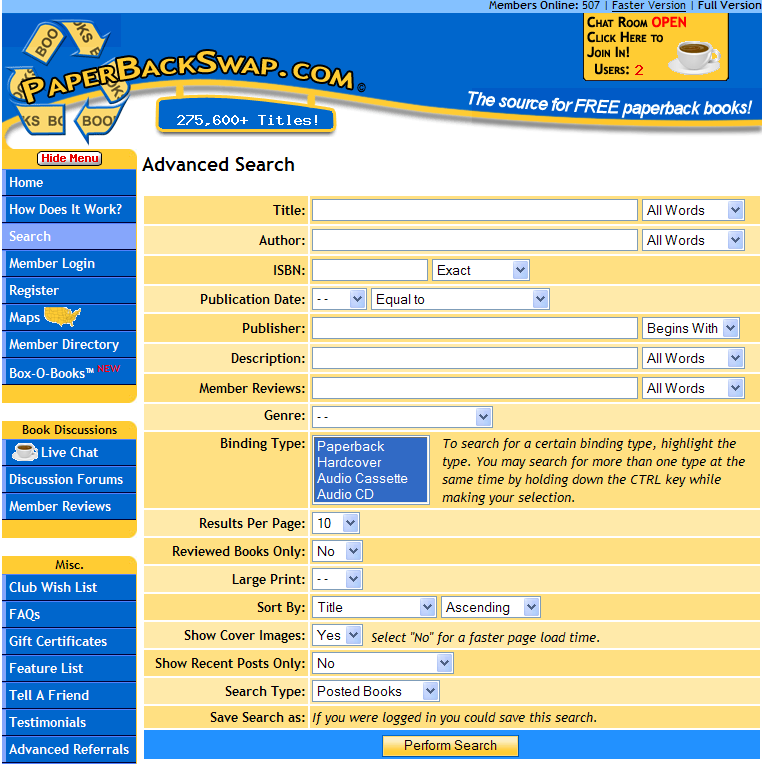 Members Online: 507 | Faster Version | Full Version
CHAT ROOM OPEN
CLICK HERE TO
JOIN IN!
USERS: 2
PAPERBACKSWAP.COM©
275,600+ Titles!
The source for FREE paperback books!
Hide Menu
Home
How Does It Work?
Search
Member Login
Register
Maps
Member Directory
Box-O-Books™ NEW
Book Discussions
Live Chat
Discussion Forums
Member Reviews
Misc.
Club Wish List
FAQs
Gift Certificates
Feature List
Tell A Friend
Testimonials
Advanced Referrals
Advanced Search
Title: All Words
Author: All Words
ISBN: Exact
Publication Date: -- Equal to
Publisher: Begins With
Description: All Words
Member Reviews: All Words
Genre: --
Binding Type: Paperback
Hardcover
Audio Cassette
Audio CD
To search for a certain binding type, highlight the
type. You may search for more than one type at the
same time by holding down the CTRL key while
making your selection.
Results Per Page: 10
Reviewed Books Only: No
Large Print: --
Sort By: Title Ascending
Show Cover Images: Yes Select "No" for a faster page load time.
Show Recent Posts Only: No
Search Type: Posted Books
Save Search as: If you were logged in you could save this search.
Perform Search